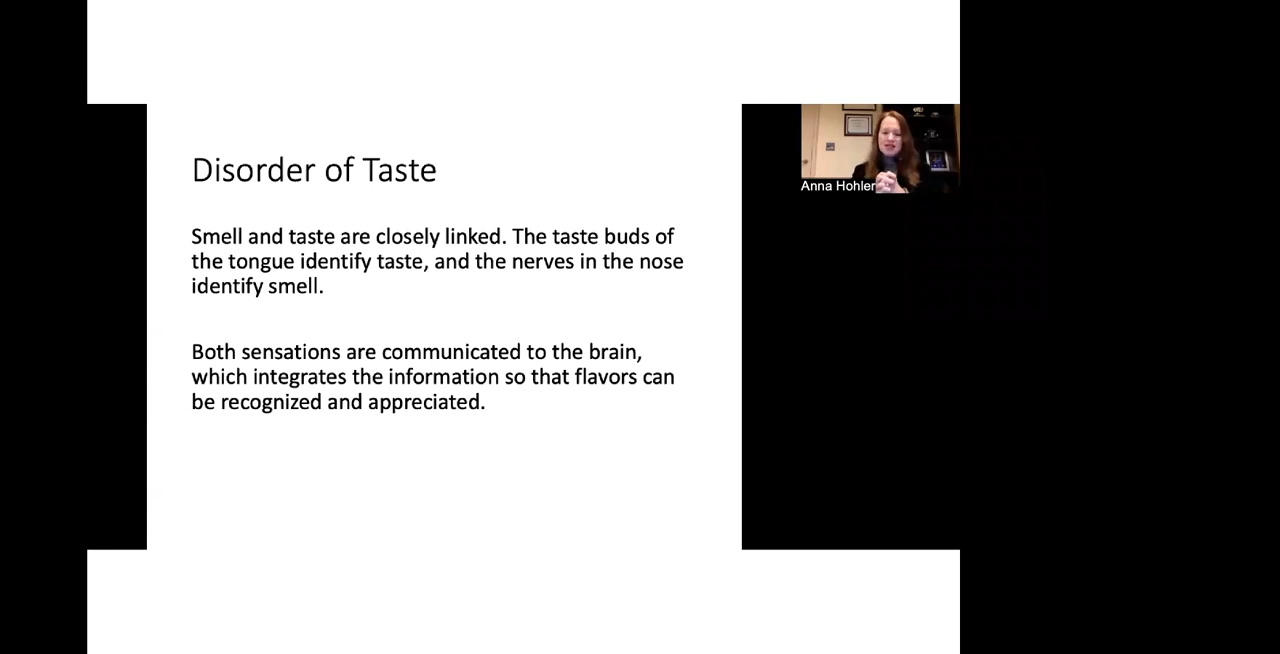 Disorder of Taste
Anna Hohler
Smell and taste are closely linked. The taste buds of
the tongue identify taste, and the nerves in the nose
identify smell.
Both sensations are communicated to the brain,
which integrates the information so that flavors can
be recognized and appreciated.